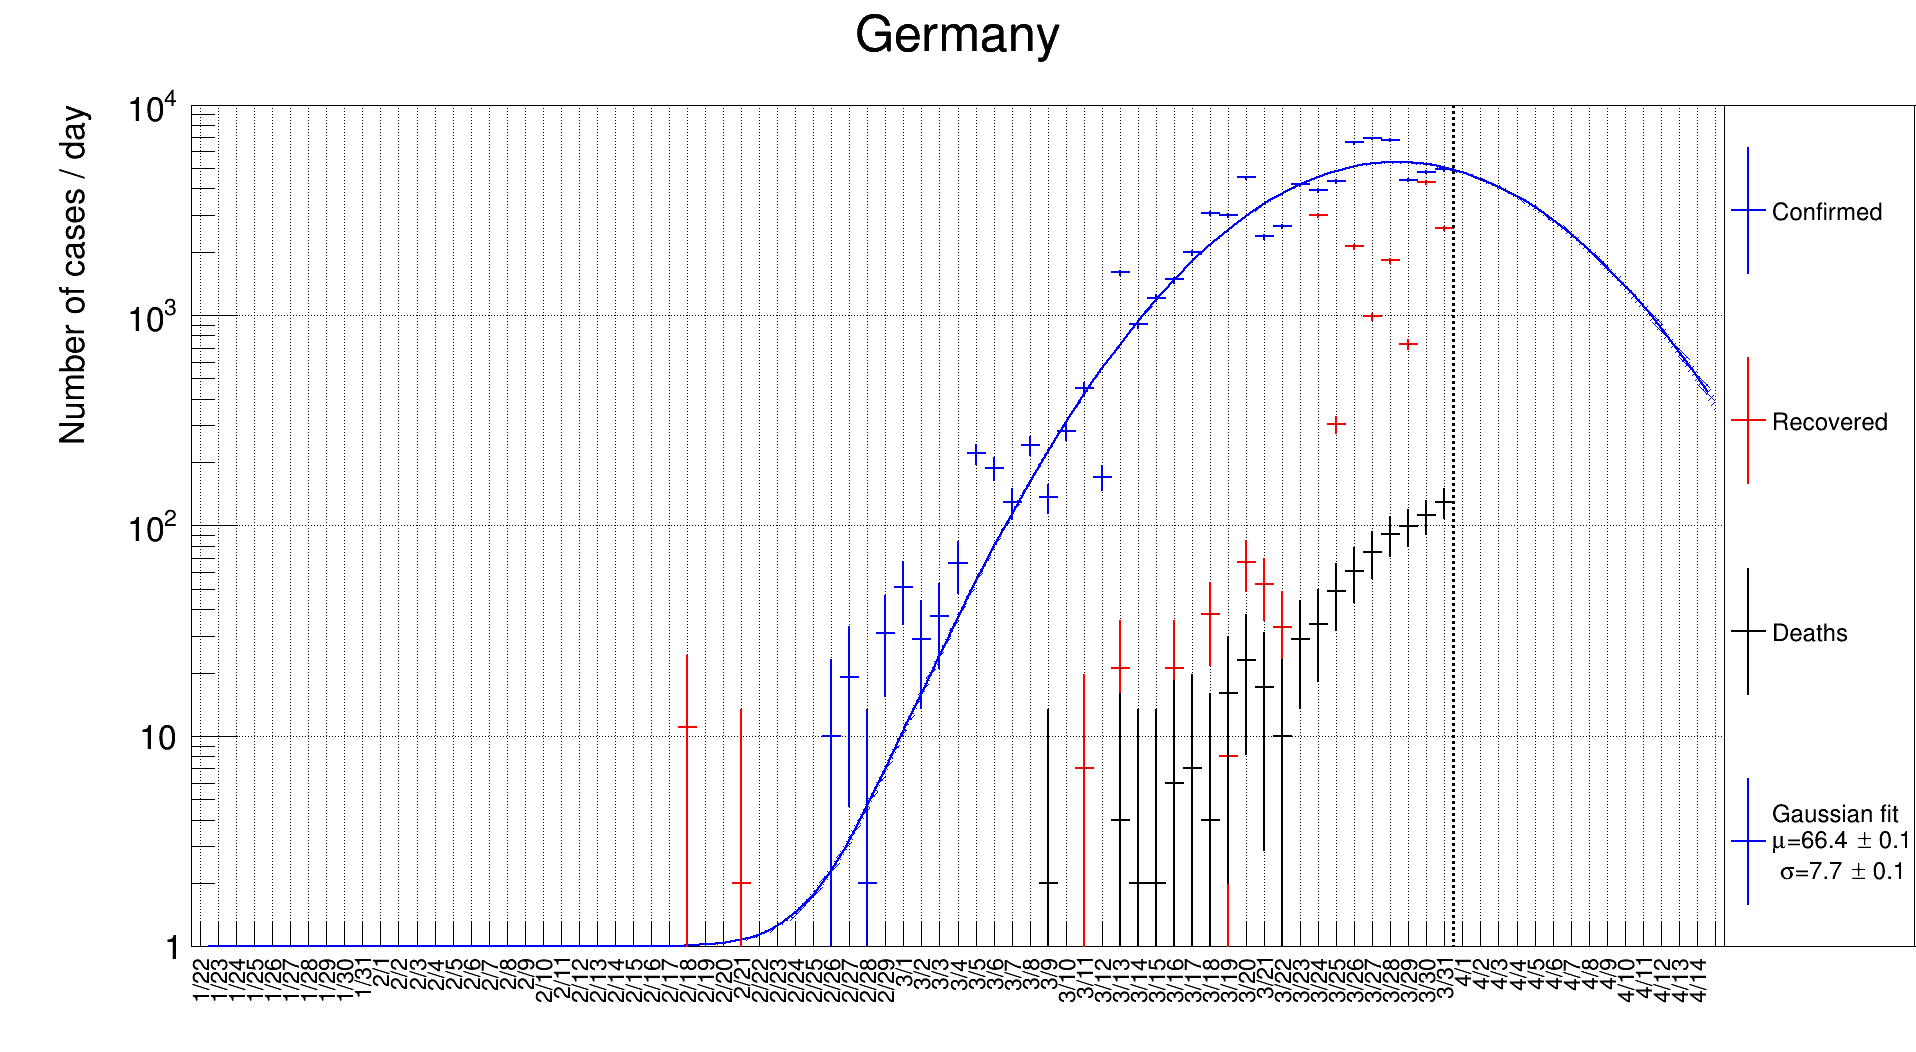 Germany
Number of cases / day
10^4
10^3
10^2
10
1
1/22 1/23 1/24 1/25 1/26 1/27 1/28 1/29 1/30 1/31 2/1 2/2 2/3 2/4 2/5 2/6 2/7 2/8 2/9 2/10 2/11 2/12 2/13 2/14 2/15 2/16 2/17 2/18 2/19 2/20 2/21 2/22 2/23 2/24 2/25 2/26 2/27 2/28 2/29 3/1 3/2 3/3 3/4 3/5 3/6 3/7 3/8 3/9 3/10 3/11 3/12 3/13 3/14 3/15 3/16 3/17 3/18 3/19 3/20 3/21 3/22 3/23 3/24 3/25 3/26 3/27 3/28 3/29 3/30 3/31 4/1 4/2 4/3 4/4 4/5 4/6 4/7 4/8 4/9 4/10 4/11 4/12 4/13 4/14
Confirmed
Recovered
Deaths
Gaussian fit
μ=66.4 ± 0.1
σ=7.7 ± 0.1